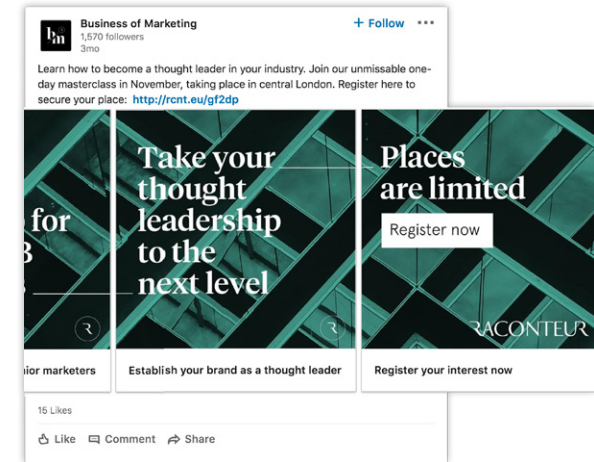 bm
Business of Marketing
+ Follow
1,570 followers
3mo
Learn how to become a thought leader in your industry. Join our unmissable one-
day masterclass in November, taking place in central London. Register here to
secure your place: http://rcnt.eu/gf2dp
for
Take your
thought
leadership
to the
next level
R
Places
are limited
Register now
RACONTEUR
R
ior marketers
Establish your brand as a thought leader
Register your interest now
15 Likes
Like
Comment
Share